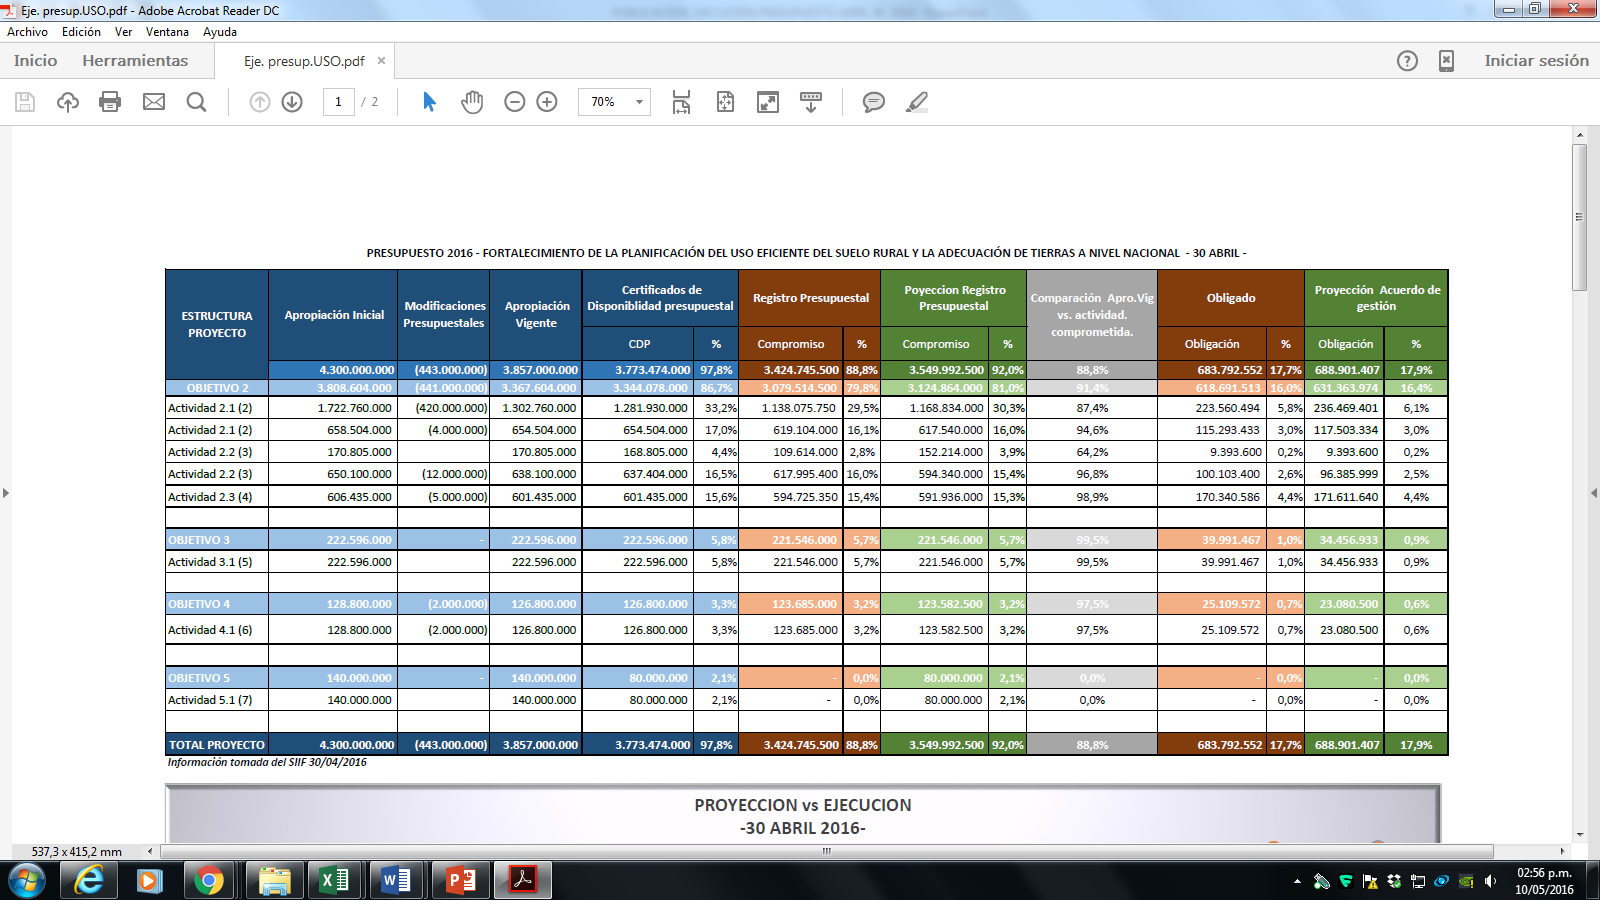 Eje. presup.USO.pdf - Adobe Acrobat Reader DC
Archivo Edición Ver Ventana Ayuda
Inicio Herramientas Eje. presup.USO.pdf × Iniciar sesión
1 / 2 70%
PRESUPUESTO 2016 - FORTALECIMIENTO DE LA PLANIFICACIÓN DEL USO EFICIENTE DEL SUELO RURAL Y LA ADECUACIÓN DE TIERRAS A NIVEL NACIONAL - 30 ABRIL -
ESTRUCTURA PROYECTO Apropiación Inicial Modificaciones Presupuestales Apropiación Vigente Certificados de Disponiblidad presupuestal Registro Presupuestal Poyeccion Registro Presupuestal Comparación Apro.Vig vs. actividad. comprometida. Obligado Proyección Acuerdo de gestión
CDP % Compromiso % Compromiso % Obligación % Obligación %
4.300.000.000 (443.000.000) 3.857.000.000 3.773.474.000 97,8% 3.424.745.500 88,8% 3.549.992.500 92,0% 88,8% 683.792.552 17,7% 688.901.407 17,9%
OBJETIVO 2 3.808.604.000 (441.000.000) 3.367.604.000 3.344.078.000 86,7% 3.079.514.500 79,8% 3.124.864.000 81,0% 91,4% 618.691.513 16,0% 631.363.974 16,4%
Actividad 2.1 (2) 1.722.760.000 (420.000.000) 1.302.760.000 1.281.930.000 33,2% 1.138.075.750 29,5% 1.168.834.000 30,3% 87,4% 223.560.494 5,8% 236.469.401 6,1%
Actividad 2.1 (2) 658.504.000 (4.000.000) 654.504.000 654.504.000 17,0% 619.104.000 16,1% 617.540.000 16,0% 94,6% 115.293.433 3,0% 117.503.334 3,0%
Actividad 2.2 (3) 170.805.000 170.805.000 168.805.000 4,4% 109.614.000 2,8% 152.214.000 3,9% 64,2% 9.393.600 0,2% 9.393.600 0,2%
Actividad 2.2 (3) 650.100.000 (12.000.000) 638.100.000 637.404.000 16,5% 617.995.400 16,0% 594.340.000 15,4% 96,8% 100.103.400 2,6% 96.385.999 2,5%
Actividad 2.3 (4) 606.435.000 (5.000.000) 601.435.000 601.435.000 15,6% 594.725.350 15,4% 591.936.000 15,3% 98,9% 170.340.586 4,4% 171.611.640 4,4%
OBJETIVO 3 222.596.000 - 222.596.000 222.596.000 5,8% 221.546.000 5,7% 221.546.000 5,7% 99,5% 39.991.467 1,0% 34.456.933 0,9%
Actividad 3.1 (5) 222.596.000 222.596.000 222.596.000 5,8% 221.546.000 5,7% 221.546.000 5,7% 99,5% 39.991.467 1,0% 34.456.933 0,9%
OBJETIVO 4 128.800.000 (2.000.000) 126.800.000 126.800.000 3,3% 123.685.000 3,2% 123.582.500 3,2% 97,5% 25.109.572 0,7% 23.080.500 0,6%
Actividad 4.1 (6) 128.800.000 (2.000.000) 126.800.000 126.800.000 3,3% 123.685.000 3,2% 123.582.500 3,2% 97,5% 25.109.572 0,7% 23.080.500 0,6%
OBJETIVO 5 140.000.000 - 140.000.000 80.000.000 2,1% - 0,0% 80.000.000 2,1% 0,0% - 0,0% - 0,0%
Actividad 5.1 (7) 140.000.000 140.000.000 80.000.000 2,1% - 0,0% 80.000.000 2,1% 0,0% - 0,0% - 0,0%
TOTAL PROYECTO 4.300.000.000 (443.000.000) 3.857.000.000 3.773.474.000 97,8% 3.424.745.500 88,8% 3.549.992.500 92,0% 88,8% 683.792.552 17,7% 688.901.407 17,9%
Información tomada del SIIF 30/04/2016
PROYECCION vs EJECUCION
-30 ABRIL 2016-
537,3 x 415,2 mm
02:56 p.m.
10/05/2016